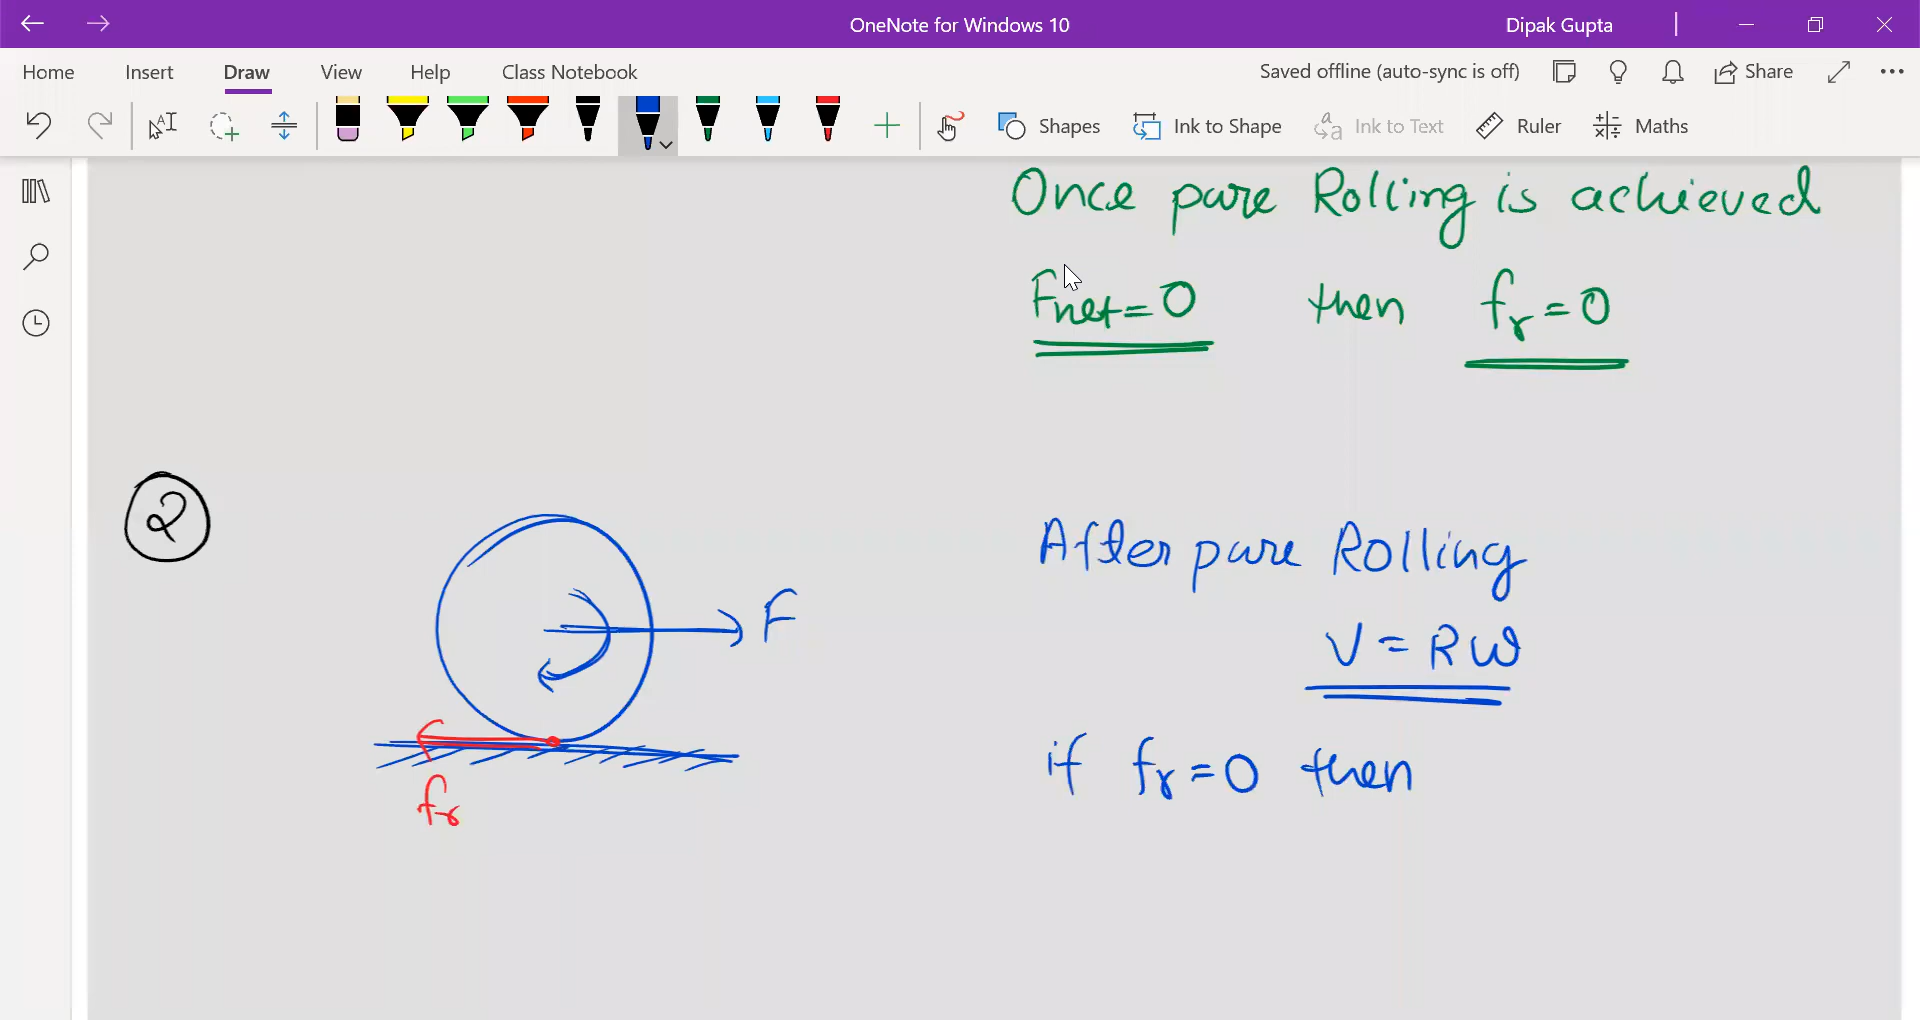 OneNote for Windows 10
Dipak Gupta
Home Insert Draw View Help Class Notebook
Saved offline (auto-sync is off) Share
Shapes Ink to Shape Ink to Text Ruler Maths
Once pure Rolling is achieved
Fnet = 0 then fr = 0
2
After pure Rolling
F
V = Rω
if fr = 0 then
fr